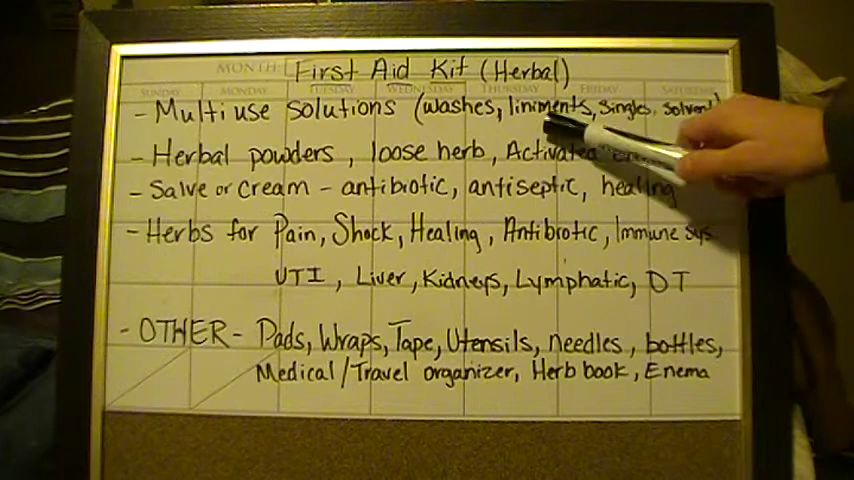 MONTH: First Aid Kit (Herbal)
SUNDAY MONDAY TUESDAY WEDNESDAY THURSDAY FRIDAY SATURDAY
- Multi use solutions (washes, liniments, singles, solvent)
- Herbal powders, loose herb, Activated
- Salve or cream - antibiotic, antiseptic, healing
- Herbs for Pain, Shock, Healing, Antibiotic, Immune sys.
UTI, Liver, Kidneys, Lymphatic, DT
- OTHER - Pads, Wraps, Tape, Utensils, needles, bottles,
Medical/Travel organizer, Herb book, Enema